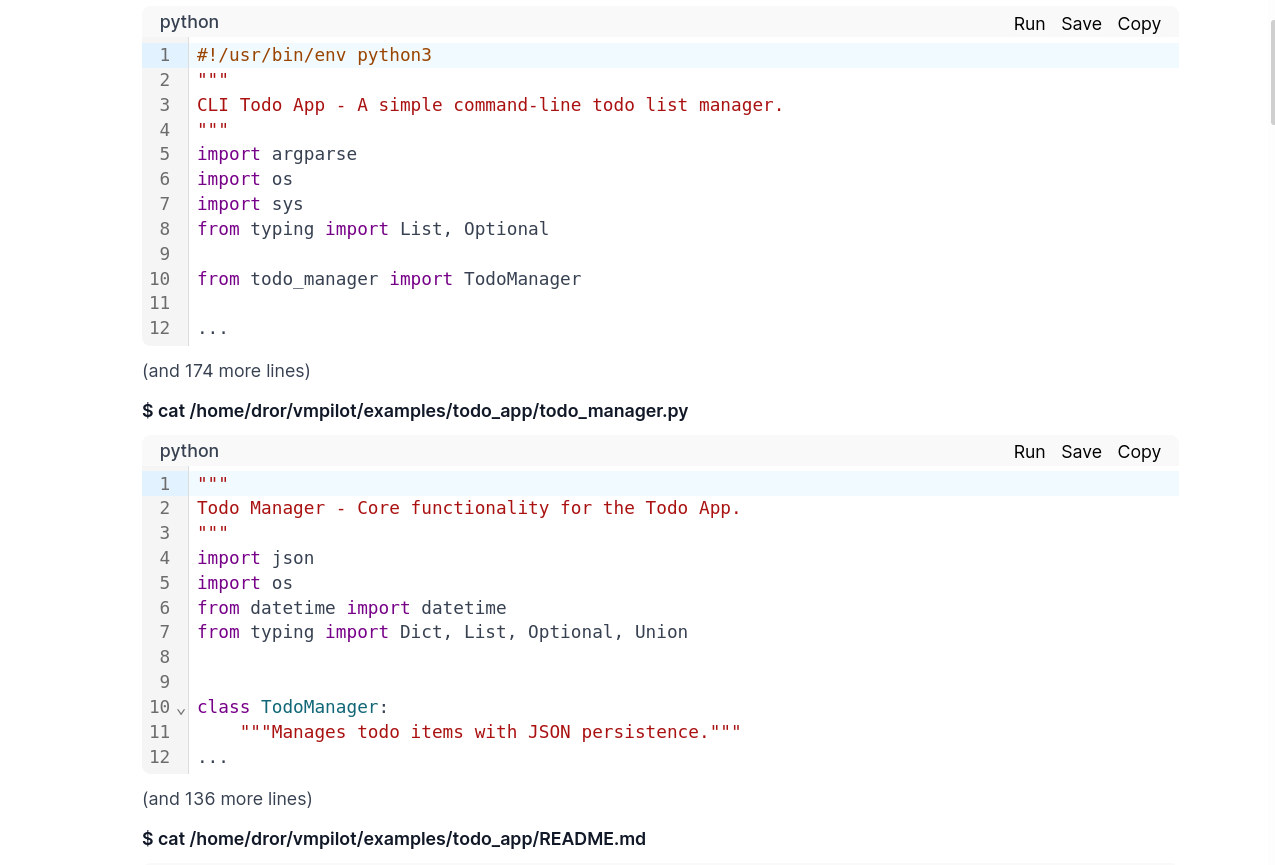 python
Run Save Copy
1 #!/usr/bin/env python3
2 """
3 CLI Todo App - A simple command-line todo list manager.
4 """
5 import argparse
6 import os
7 import sys
8 from typing import List, Optional
9
10 from todo_manager import TodoManager
11
12 ...
(and 174 more lines)
$ cat /home/dror/vmpilot/examples/todo_app/todo_manager.py
python
Run Save Copy
1 """
2 Todo Manager - Core functionality for the Todo App.
3 """
4 import json
5 import os
6 from datetime import datetime
7 from typing import Dict, List, Optional, Union
8
9
10 class TodoManager:
11     """Manages todo items with JSON persistence."""
12 ...
(and 136 more lines)
$ cat /home/dror/vmpilot/examples/todo_app/README.md